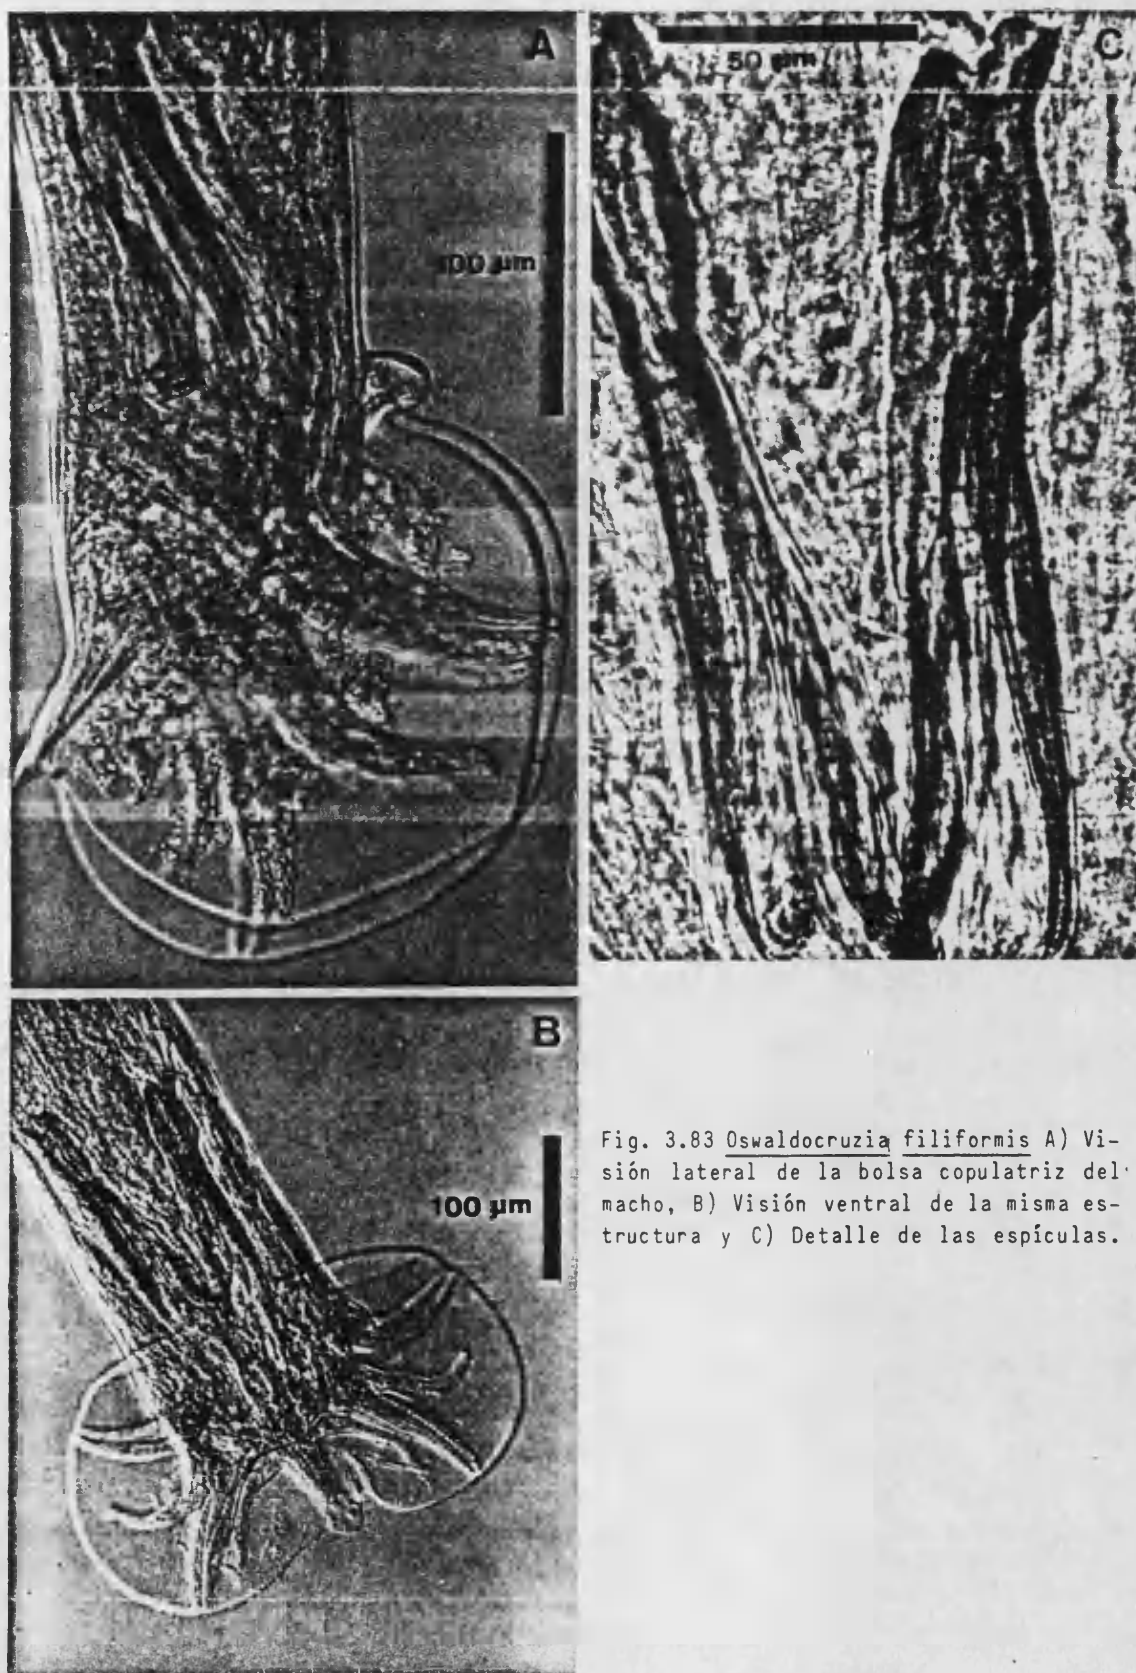 A
100 µm
50 µm
C
B
100 µm
Fig. 3.83 Oswaldocruzia filiformis A) Vi-
sión lateral de la bolsa copulatriz del
macho, B) Visión ventral de la misma es-
tructura y C) Detalle de las espículas.